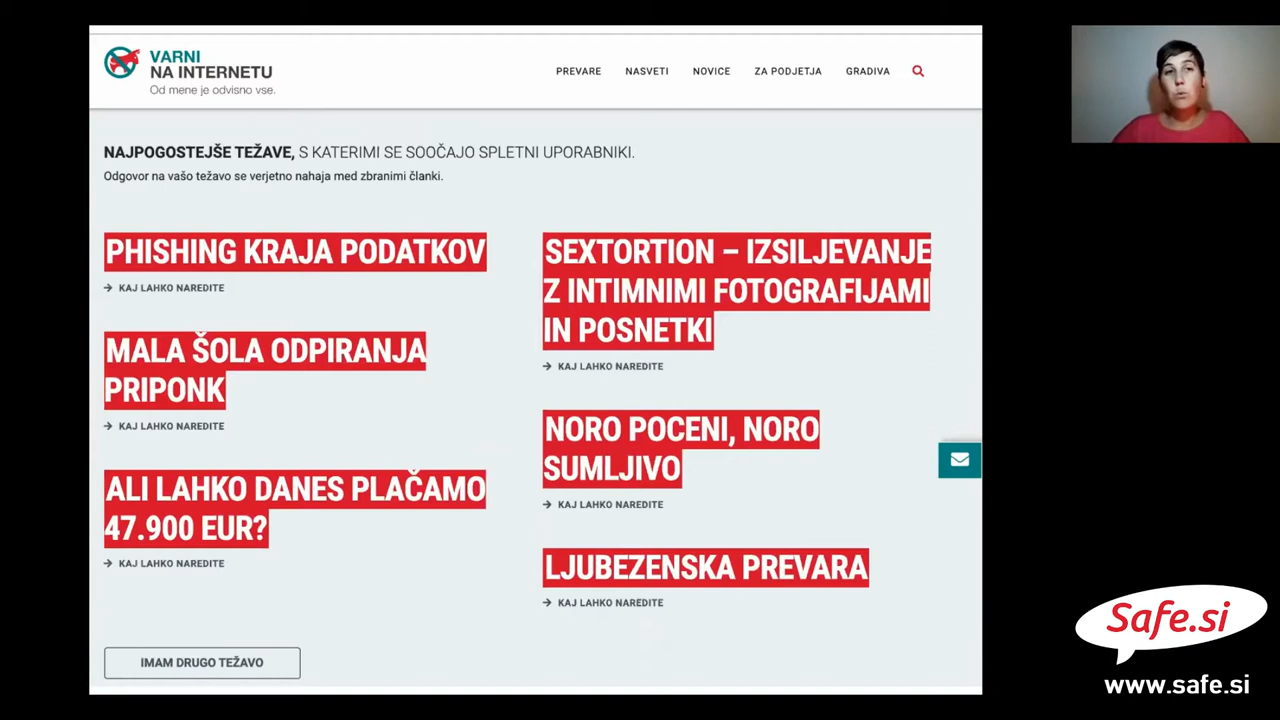 VARNI
NA INTERNETU
Od mene je odvisno vse.
PREVARE NASVETI NOVICE ZA PODJETJA GRADIVA
NAJPOGOSTEJŠE TEŽAVE, S KATERIMI SE SOOČAJO SPLETNI UPORABNIKI.
Odgovor na vašo težavo se verjetno nahaja med zbranimi članki.
PHISHING KRAJA PODATKOV
KAJ LAHKO NAREDITE
MALA ŠOLA ODPIRANJA
PRIPONK
KAJ LAHKO NAREDITE
ALI LAHKO DANES PLAČAMO
47.900 EUR?
KAJ LAHKO NAREDITE
SEXTORTION – IZSILJEVANJE
Z INTIMNIMI FOTOGRAFIJAMI
IN POSNETKI
KAJ LAHKO NAREDITE
NORO POCENI, NORO
SUMLJIVO
KAJ LAHKO NAREDITE
LJUBEZENSKA PREVARA
KAJ LAHKO NAREDITE
IMAM DRUGO TEŽAVO
Safe.si
www.safe.si